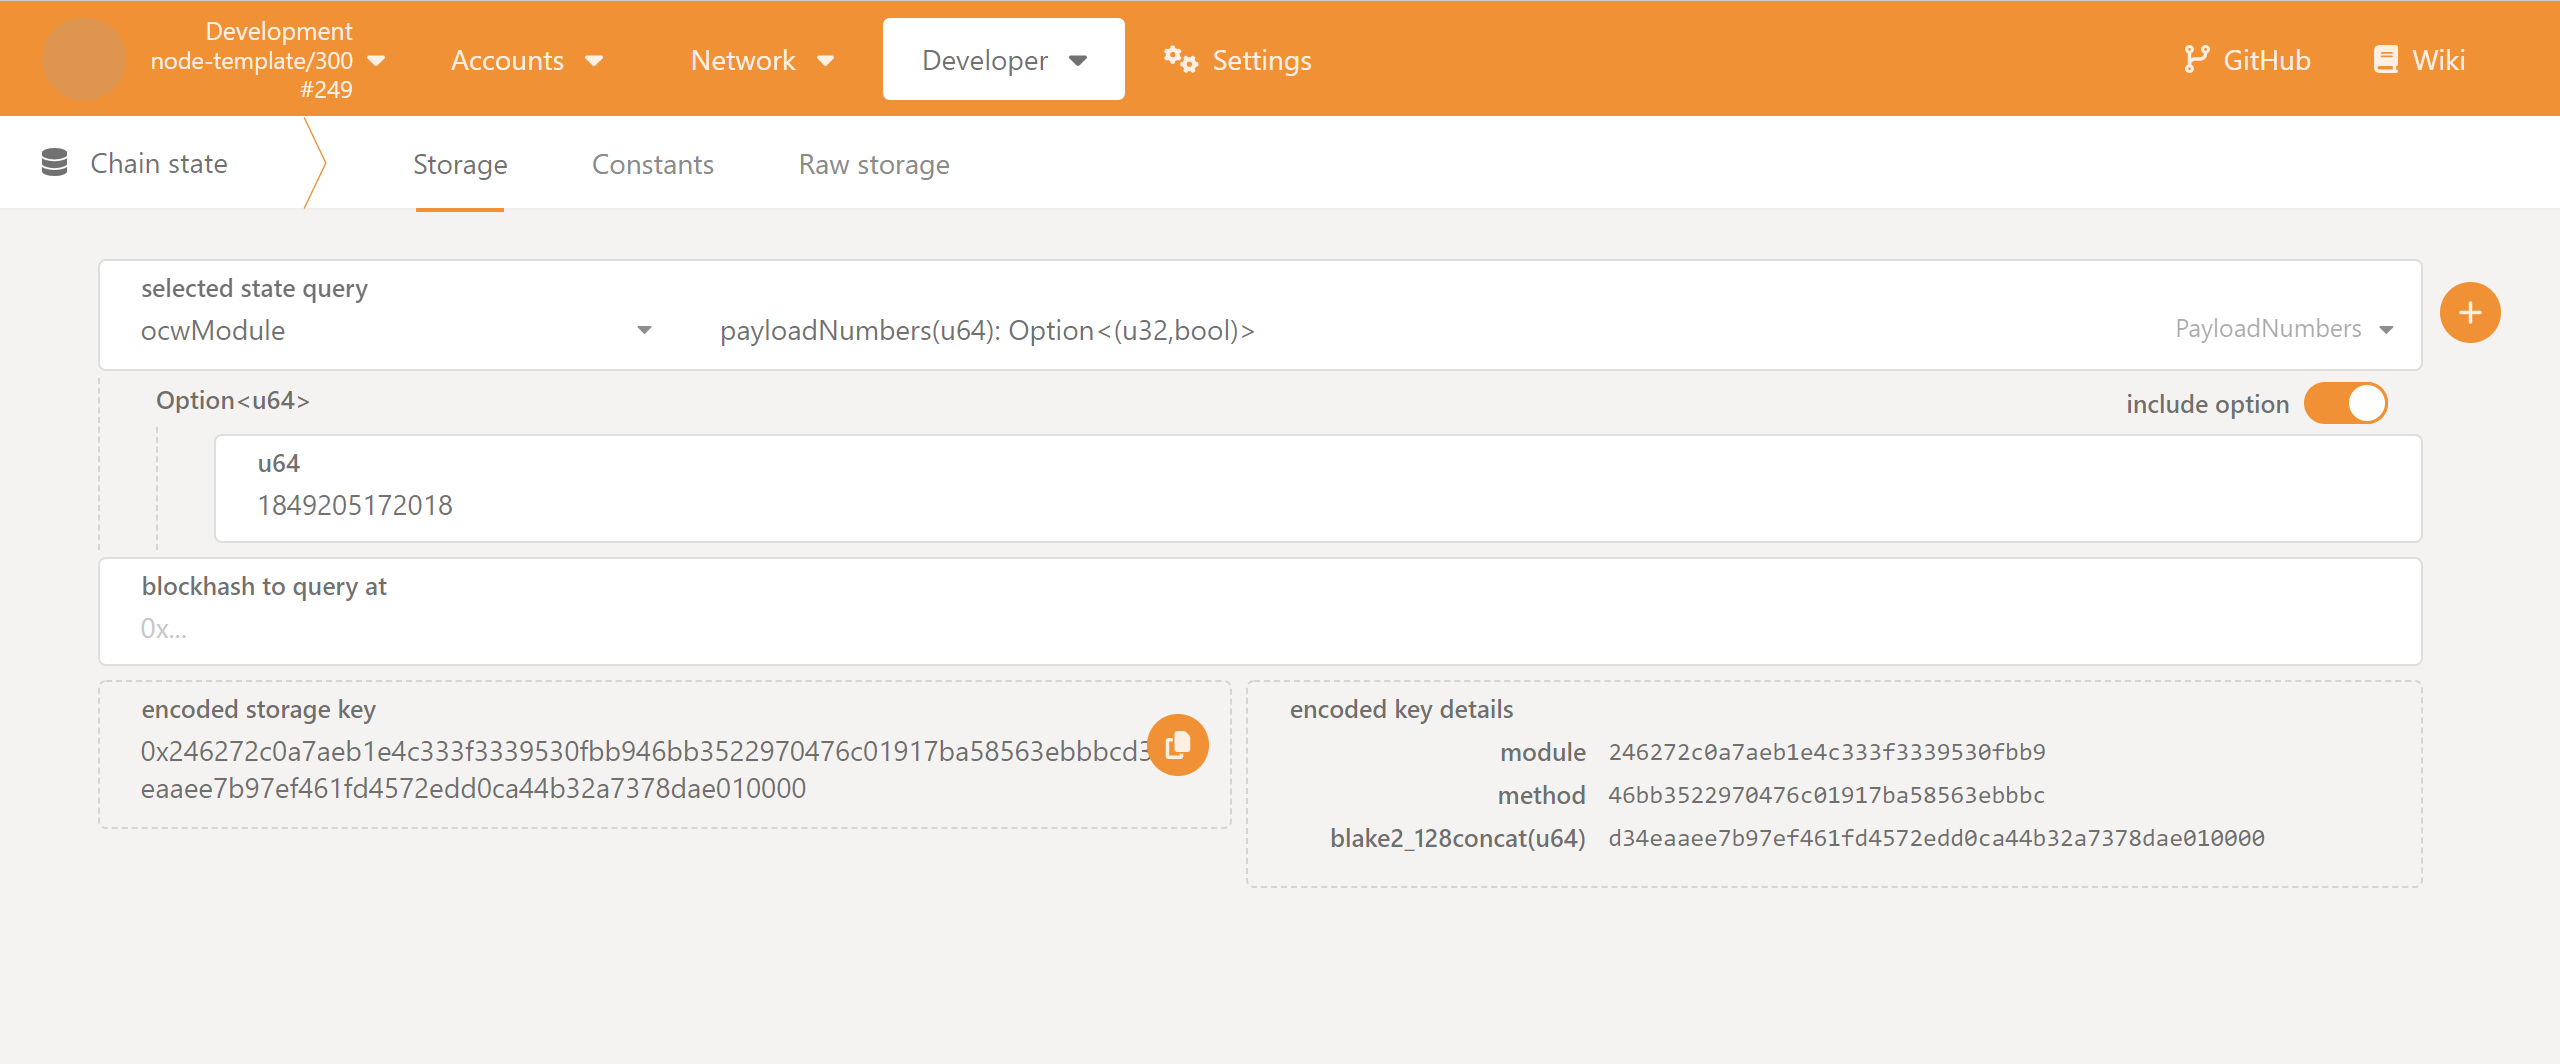 Development
node-template/300
#249
Accounts
Network
Developer
Settings
GitHub
Wiki
Chain state
Storage
Constants
Raw storage
selected state query
ocwModule
payloadNumbers(u64): Option<(u32,bool)>
PayloadNumbers
Option<u64>
include option
u64
1849205172018
blockhash to query at
0x...
encoded storage key
0x246272c0a7aeb1e4c333f3339530fbb946bb3522970476c01917ba58563ebbbcd3
eaaee7b97ef461fd4572edd0ca44b32a7378dae010000
encoded key details
module 246272c0a7aeb1e4c333f3339530fbb9
method 46bb3522970476c01917ba58563ebbbc
blake2_128concat(u64) d34eaaee7b97ef461fd4572edd0ca44b32a7378dae010000